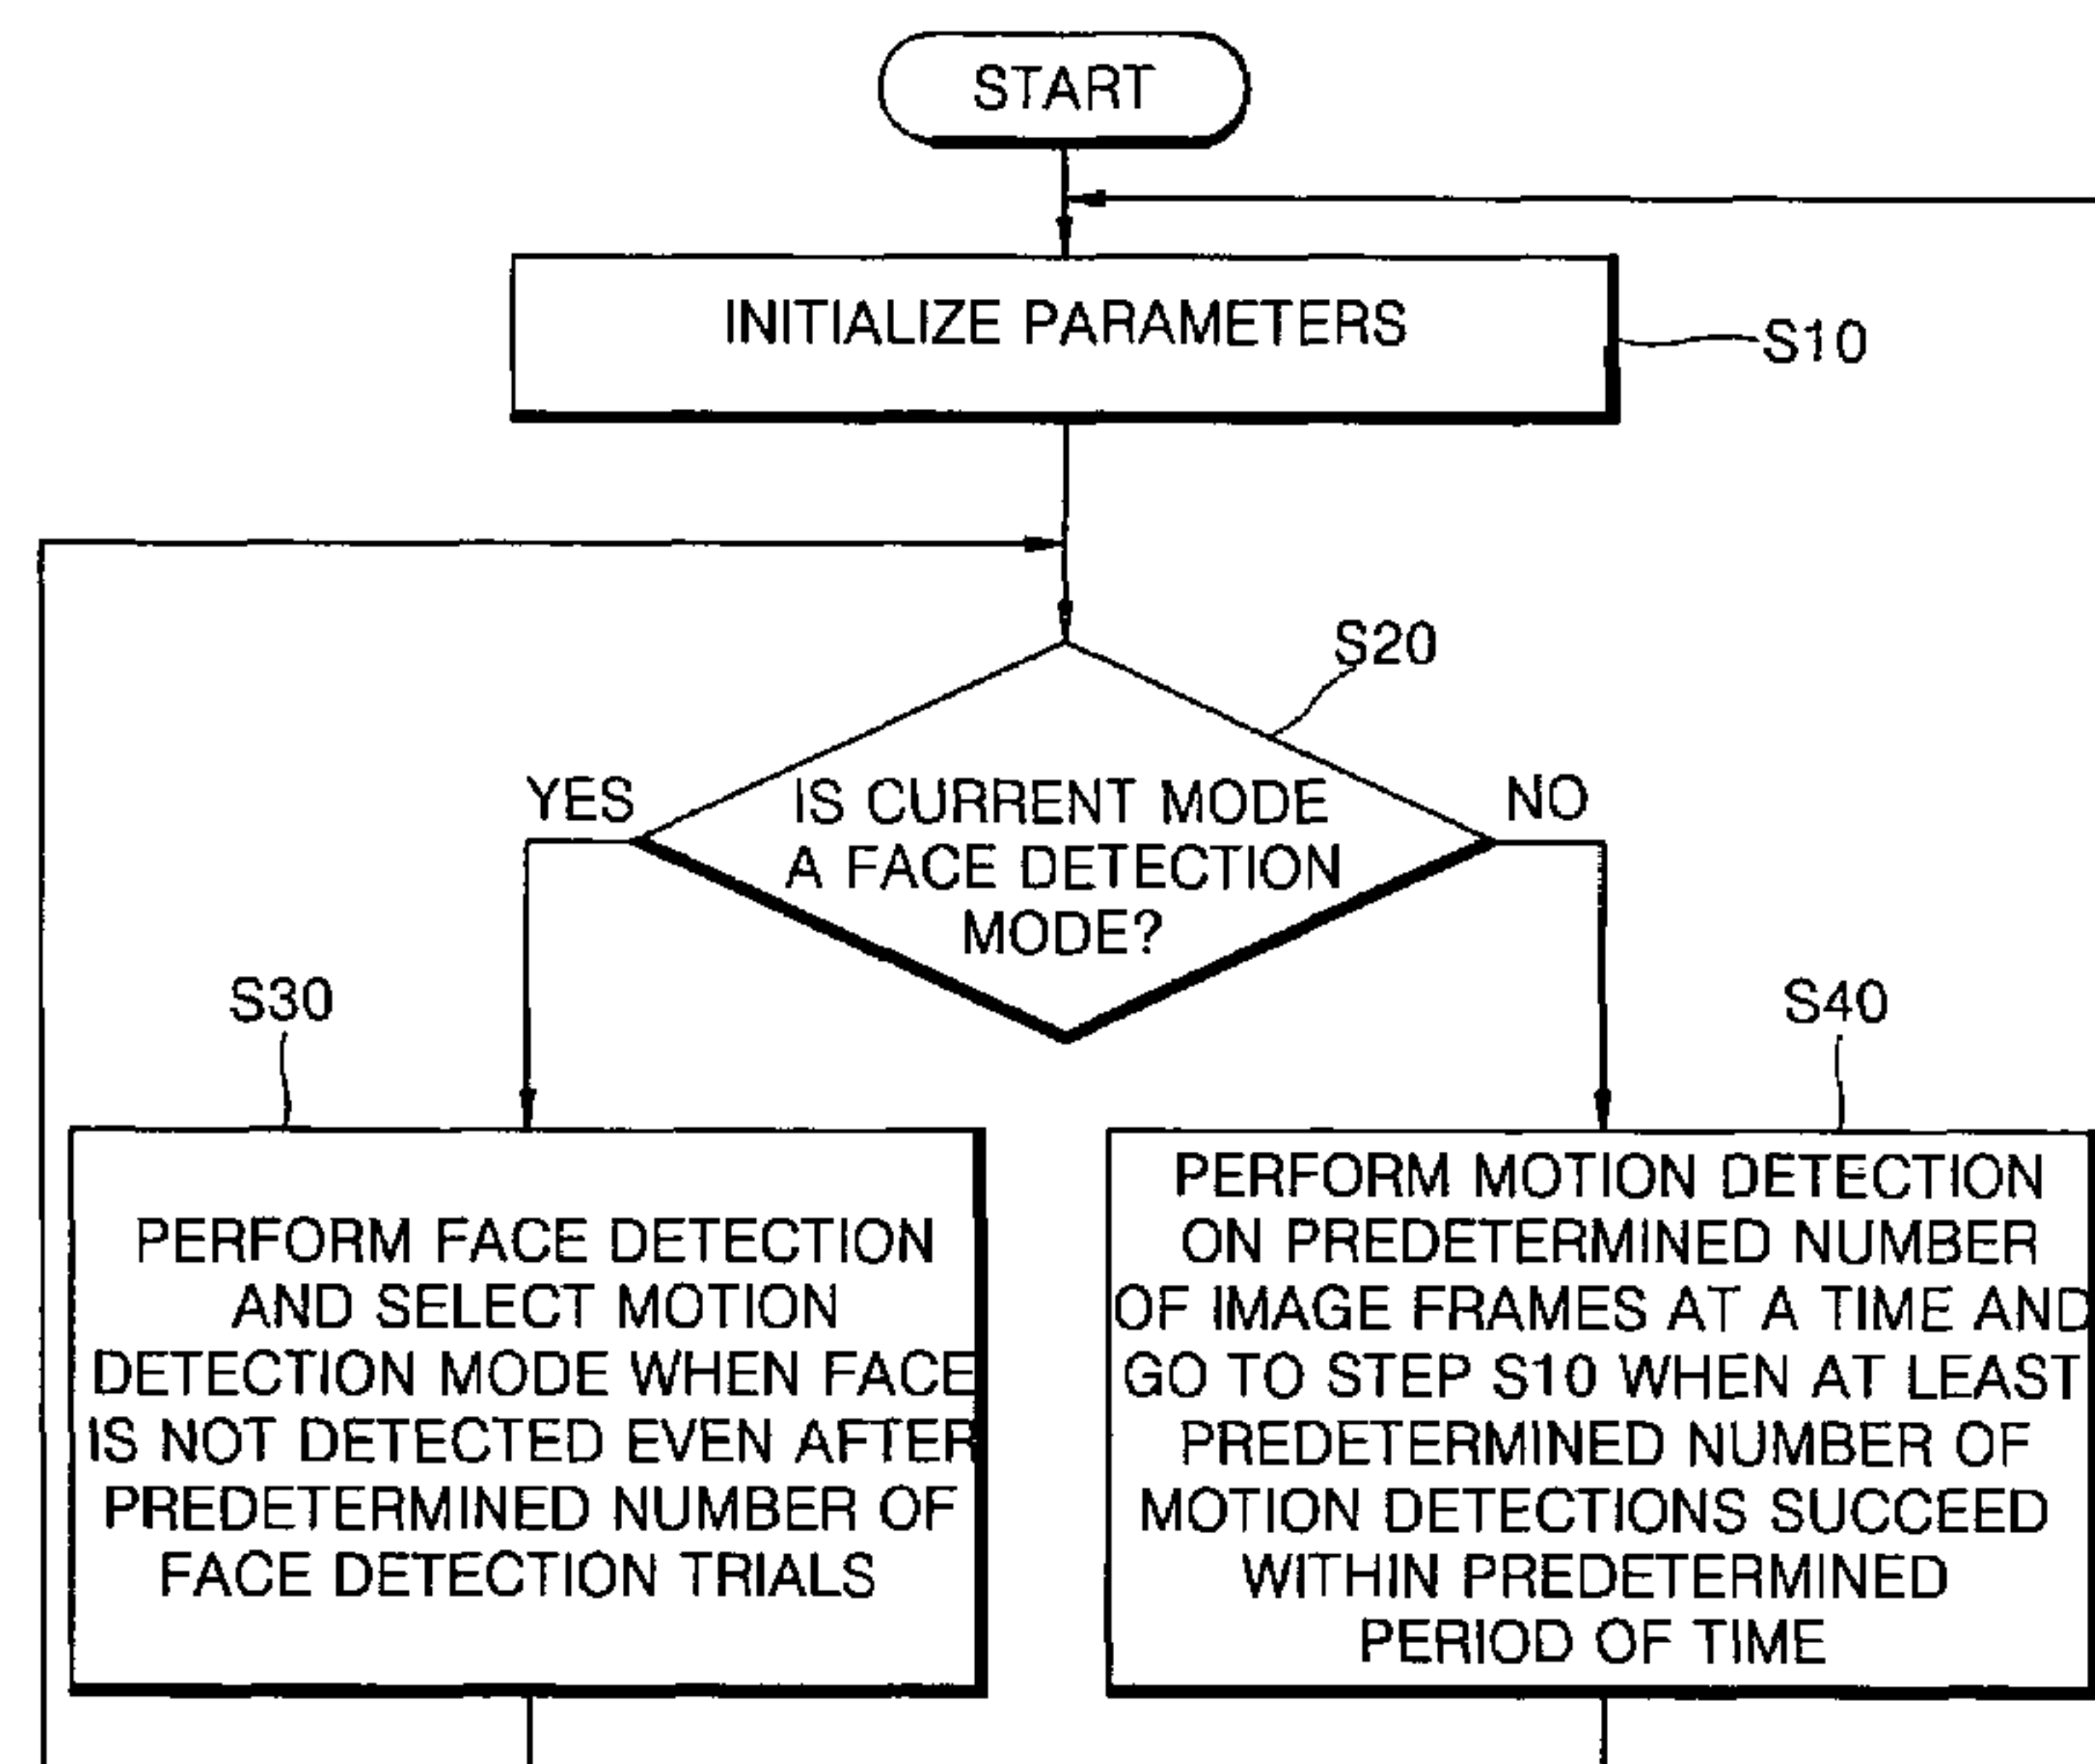 START
INITIALIZE PARAMETERS
S10
S20
YES
IS CURRENT MODE
A FACE DETECTION
MODE?
NO
S30
PERFORM FACE DETECTION
AND SELECT MOTION
DETECTION MODE WHEN FACE
IS NOT DETECTED EVEN AFTER
PREDETERMINED NUMBER OF
FACE DETECTION TRIALS
S40
PERFORM MOTION DETECTION
ON PREDETERMINED NUMBER
OF IMAGE FRAMES AT A TIME AND
GO TO STEP S10 WHEN AT LEAST
PREDETERMINED NUMBER OF
MOTION DETECTIONS SUCCEED
WITHIN PREDETERMINED
PERIOD OF TIME